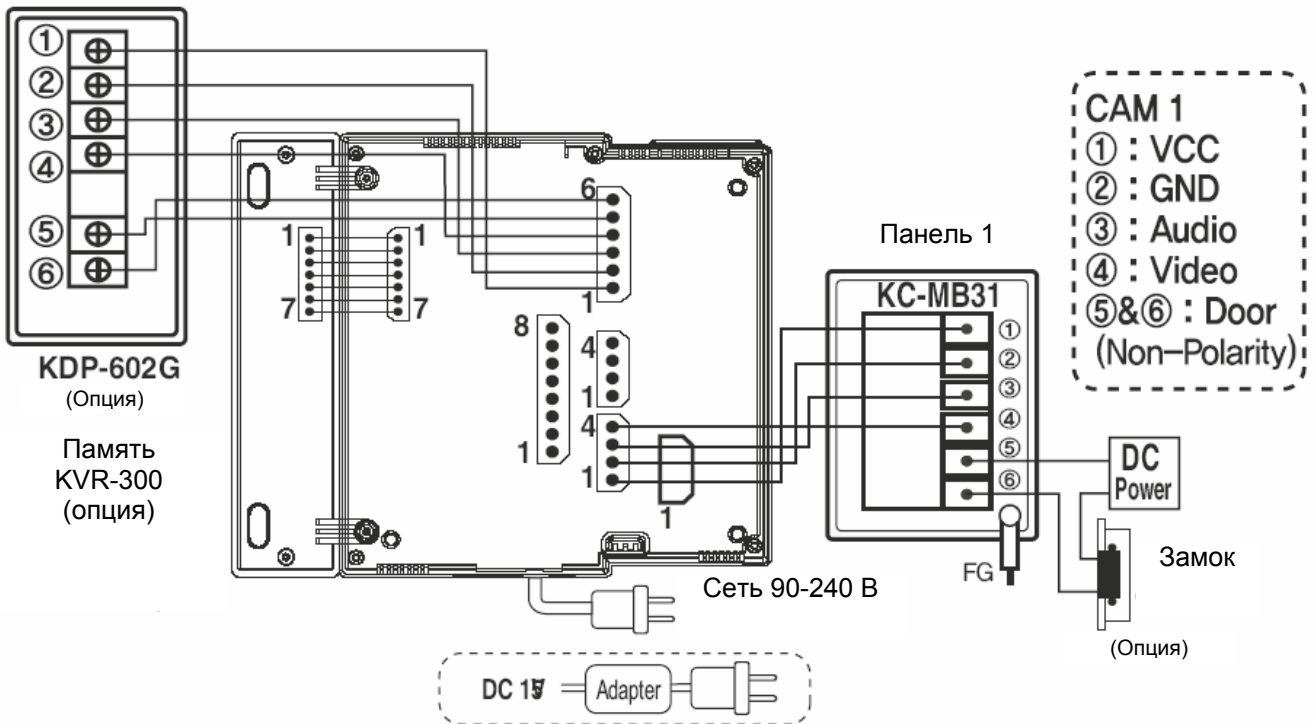 ①
②
③
④
⑤
⑥
KDP-602G
(Опция)
Память
KVR-300
(опция)
1
7
1
7
6
1
8
1
4
1
4
1
1
Панель 1
KC-MB31
①
②
③
④
⑤
⑥
FG
CAM 1
① : VCC
② : GND
③ : Audio
④ : Video
⑤&⑥ : Door
(Non-Polarity)
DC
Power
Замок
(Опция)
Сеть 90-240 В
DC
Adapter